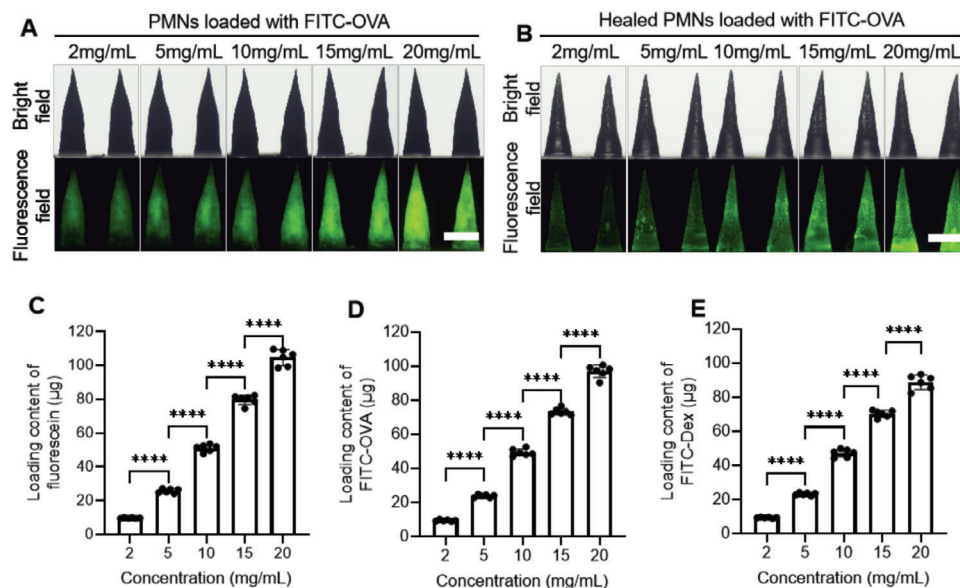 A
PMNs loaded with FITC-OVA
2mg/mL 5mg/mL 10mg/mL 15mg/mL 20mg/mL
Bright
field
Fluorescence
field
B
Healed PMNs loaded with FITC-OVA
2mg/mL 5mg/mL 10mg/mL 15mg/mL 20mg/mL
Bright
field
Fluorescence
field
C
Loading content of
fluorescein (μg)
120
100
80
60
40
20
0
****
****
****
****
2 5 10 15 20
Concentration (mg/mL)
D
Loading content of
FITC-OVA (μg)
120
100
80
60
40
20
0
****
****
****
****
2 5 10 15 20
Concentration (mg/mL)
E
Loading content of
FITC-Dex (μg)
120
100
80
60
40
20
0
****
****
****
****
2 5 10 15 20
Concentration (mg/mL)